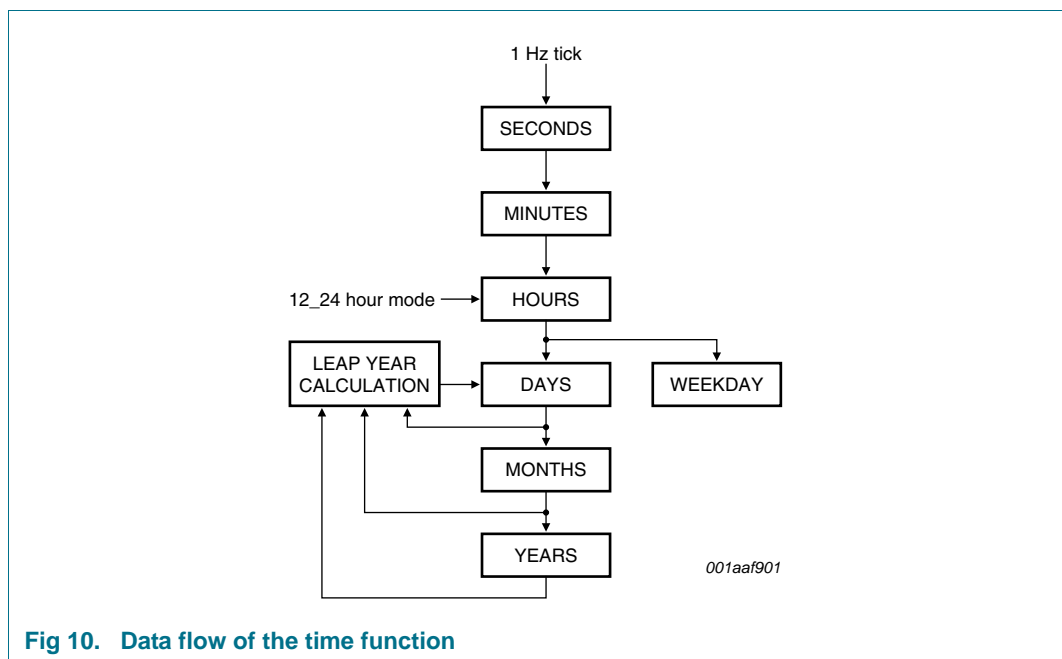 1 Hz tick
SECONDS
MINUTES
12_24 hour mode
HOURS
LEAP YEAR
CALCULATION
DAYS
WEEKDAY
MONTHS
YEARS
001aaf901
Fig 10. Data flow of the time function